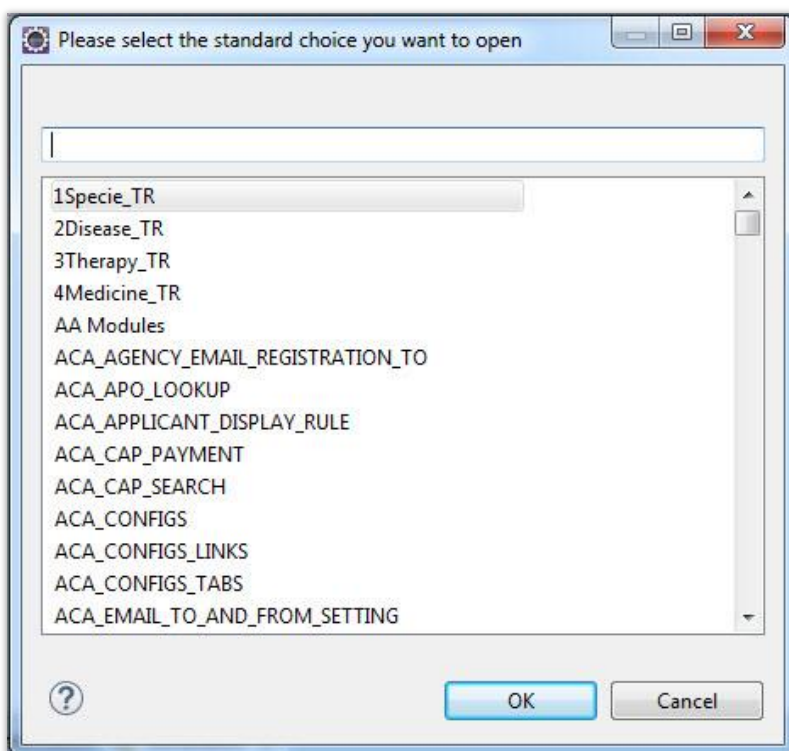 Please select the standard choice you want to open
1Specie_TR
2Disease_TR
3Therapy_TR
4Medicine_TR
AA Modules
ACA_AGENCY_EMAIL_REGISTRATION_TO
ACA_APO_LOOKUP
ACA_APPLICANT_DISPLAY_RULE
ACA_CAP_PAYMENT
ACA_CAP_SEARCH
ACA_CONFIGS
ACA_CONFIGS_LINKS
ACA_CONFIGS_TABS
ACA_EMAIL_TO_AND_FROM_SETTING
? OK Cancel